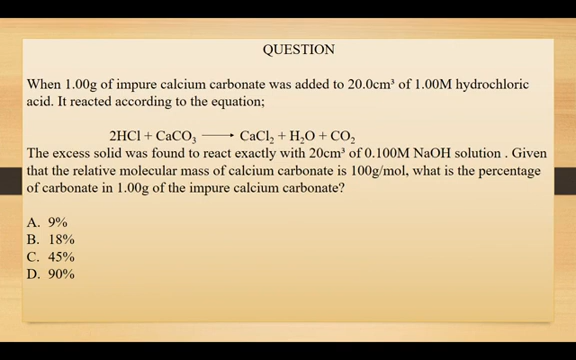 QUESTION
When 1.00g of impure calcium carbonate was added to 20.0cm³ of 1.00M hydrochloric
acid. It reacted according to the equation;
2HCl + CaCO₃ ⟶ CaCl₂ + H₂O + CO₂
The excess solid was found to react exactly with 20cm³ of 0.100M NaOH solution . Given
that the relative molecular mass of calcium carbonate is 100g/mol, what is the percentage
of carbonate in 1.00g of the impure calcium carbonate?
A. 9%
B. 18%
C. 45%
D. 90%